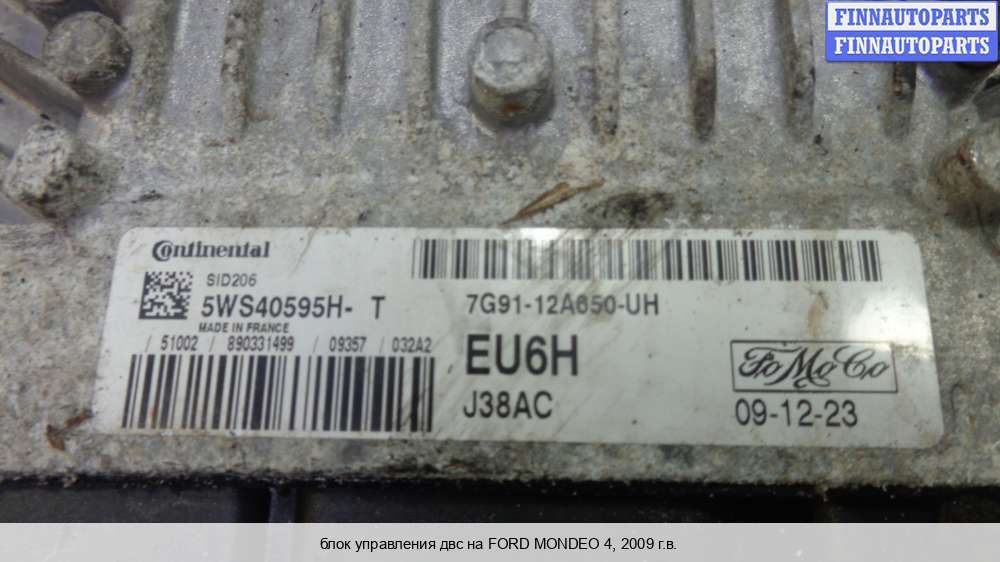 FINNAUTOPARTS
FINNAUTOPARTS
Continental
SID206
5WS40595H- T
MADE IN FRANCE
/ 51002 / 890331499 / 09357 / 032A2
7G91-12A650-UH
EU6H
J38AC
FoMoCo
09-12-23
блок управления двс на FORD MONDEO 4, 2009 г.в.